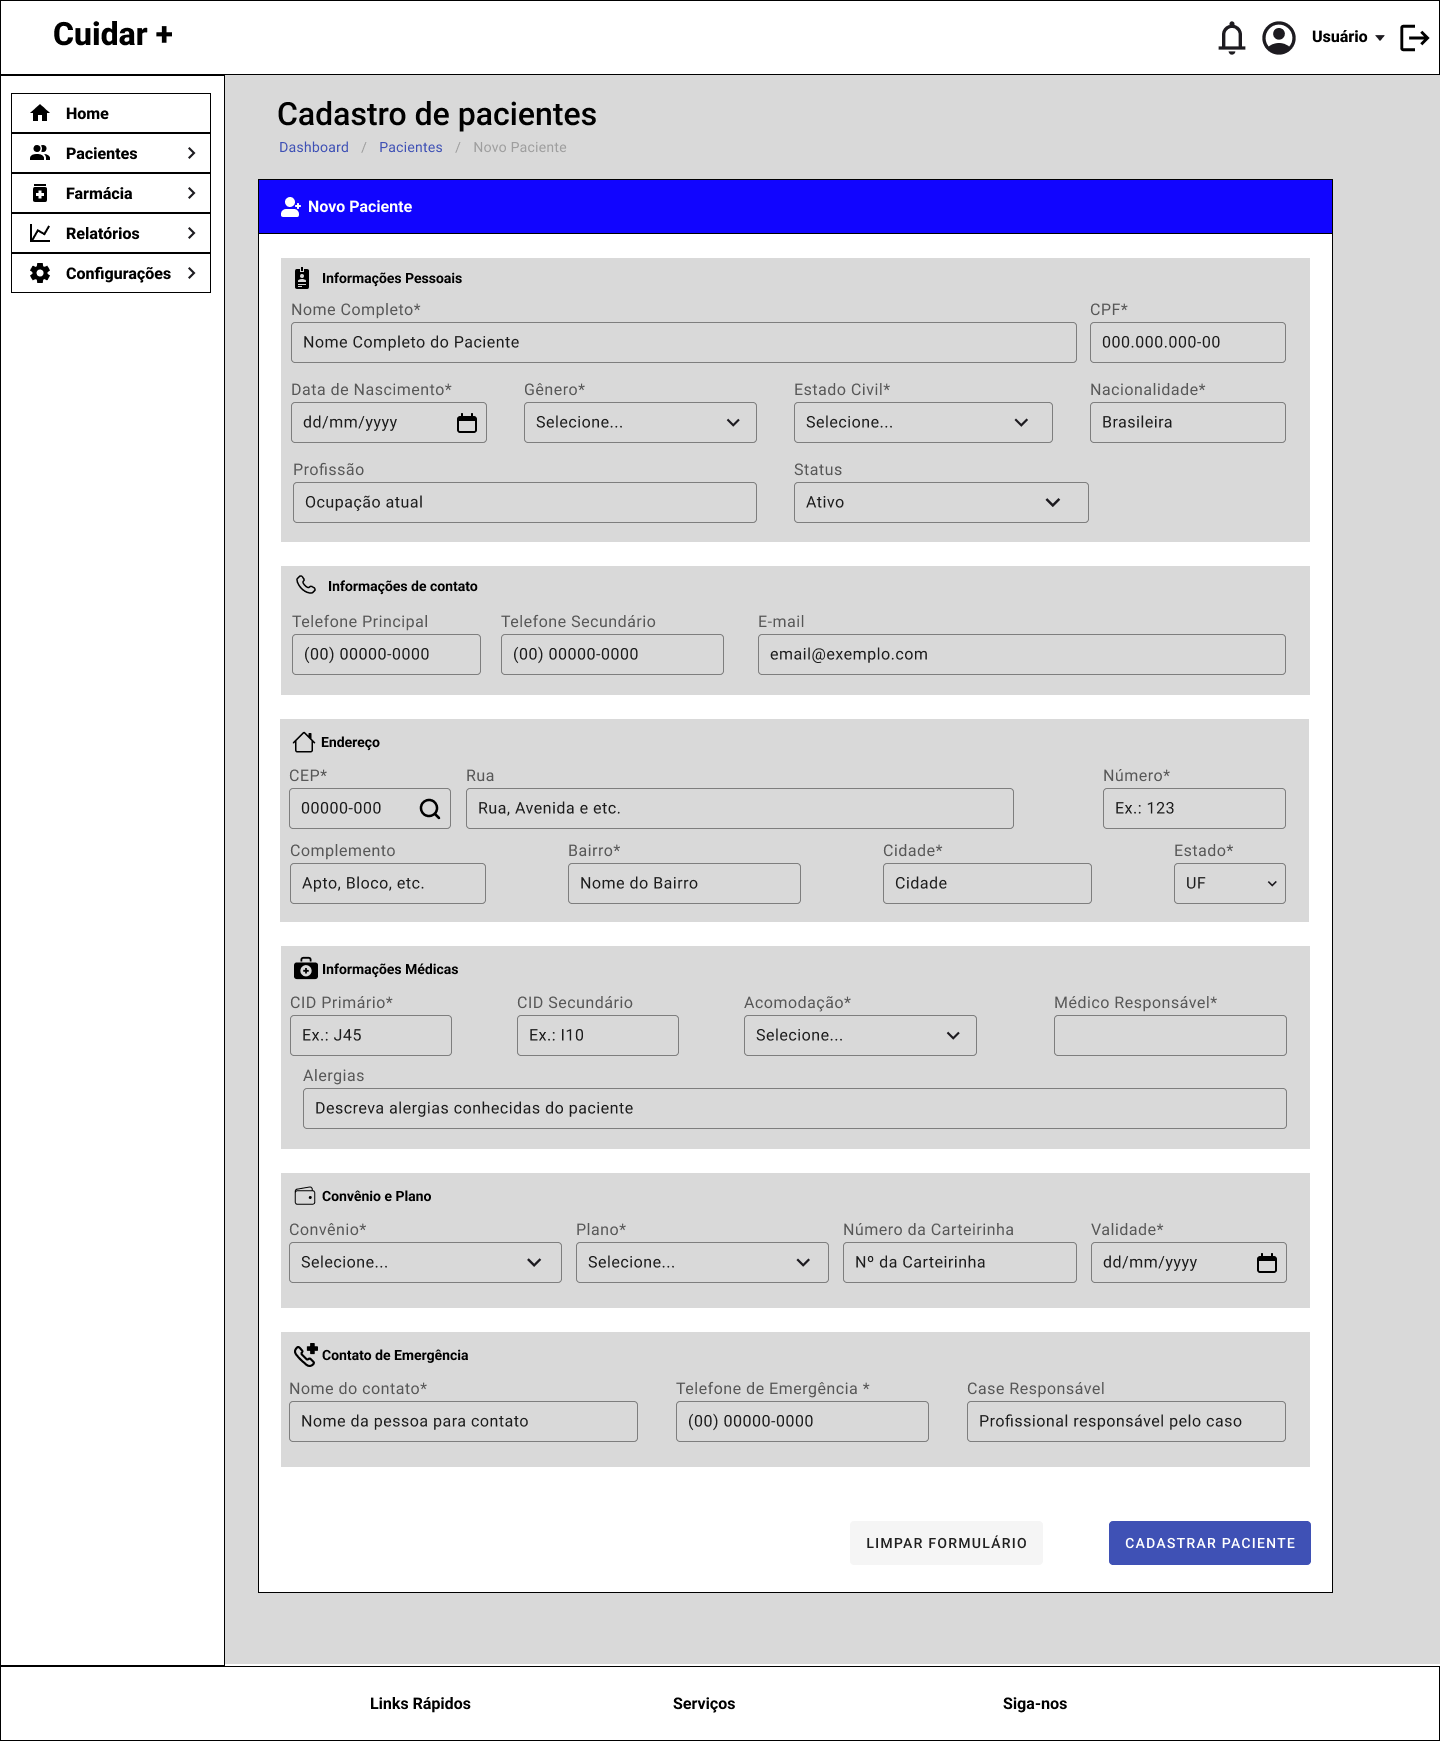 Cuidar +
Usuário
Home
Pacientes
Farmácia
Relatórios
Configurações
Cadastro de pacientes
Dashboard / Pacientes / Novo Paciente
Novo Paciente
Informações Pessoais
Nome Completo* CPF*
Nome Completo do Paciente 000.000.000-00
Data de Nascimento* Gênero* Estado Civil* Nacionalidade*
dd/mm/yyyy Selecione... Selecione... Brasileira
Profissão Status
Ocupação atual Ativo
Informações de contato
Telefone Principal Telefone Secundário E-mail
(00) 00000-0000 (00) 00000-0000 email@exemplo.com
Endereço
CEP* Rua Número*
00000-000 Rua, Avenida e etc. Ex.: 123
Complemento Bairro* Cidade* Estado*
Apto, Bloco, etc. Nome do Bairro Cidade UF
Informações Médicas
CID Primário* CID Secundário Acomodação* Médico Responsável*
Ex.: J45 Ex.: I10 Selecione...
Alergias
Descreva alergias conhecidas do paciente
Convênio e Plano
Convênio* Plano* Número da Carteirinha Validade*
Selecione... Selecione... Nº da Carteirinha dd/mm/yyyy
Contato de Emergência
Nome do contato* Telefone de Emergência * Case Responsável
Nome da pessoa para contato (00) 00000-0000 Profissional responsável pelo caso
LIMPAR FORMULÁRIO CADASTRAR PACIENTE
Links Rápidos Serviços Siga-nos